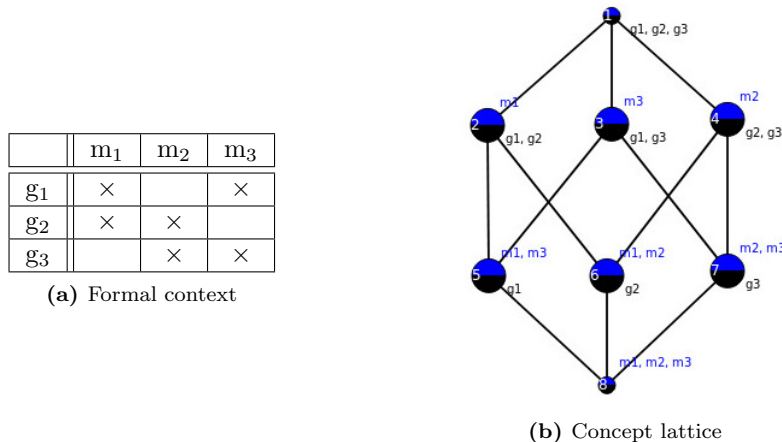 m₁ m₂ m₃
g₁ × ×
g₂ × ×
g₃ × ×
(a) Formal context
1
g1, g2, g3
m1 m3 m2
2 3 4
g1, g2 g1, g3 g2, g3
m1, m3 m1, m2 m2, m3
5 6 7
g1 g2 g3
m1, m2, m3
8
(b) Concept lattice